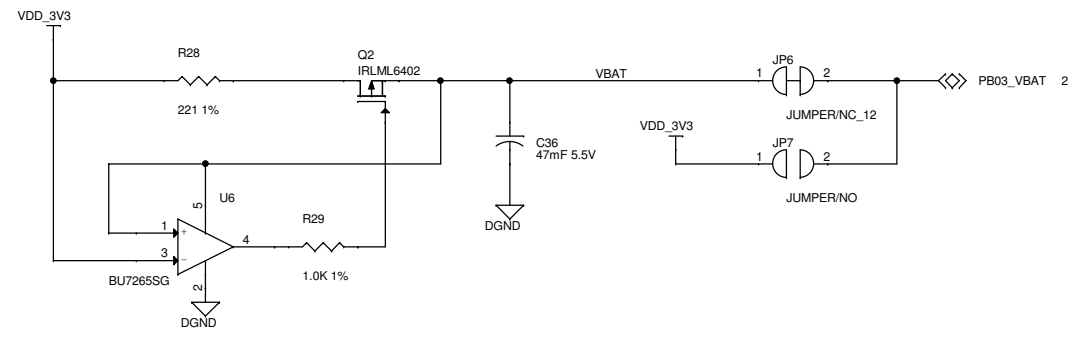 VDD_3V3
R28
221 1%
Q2
IRLML6402
VBAT
C36
47mF 5.5V
DGND
JP6
1 2
JUMPER/NC_12
PB03_VBAT 2
VDD_3V3
JP7
1 2
JUMPER/NO
U6
5
1 +
3 -
4
2
BU7265SG
DGND
R29
1.0K 1%